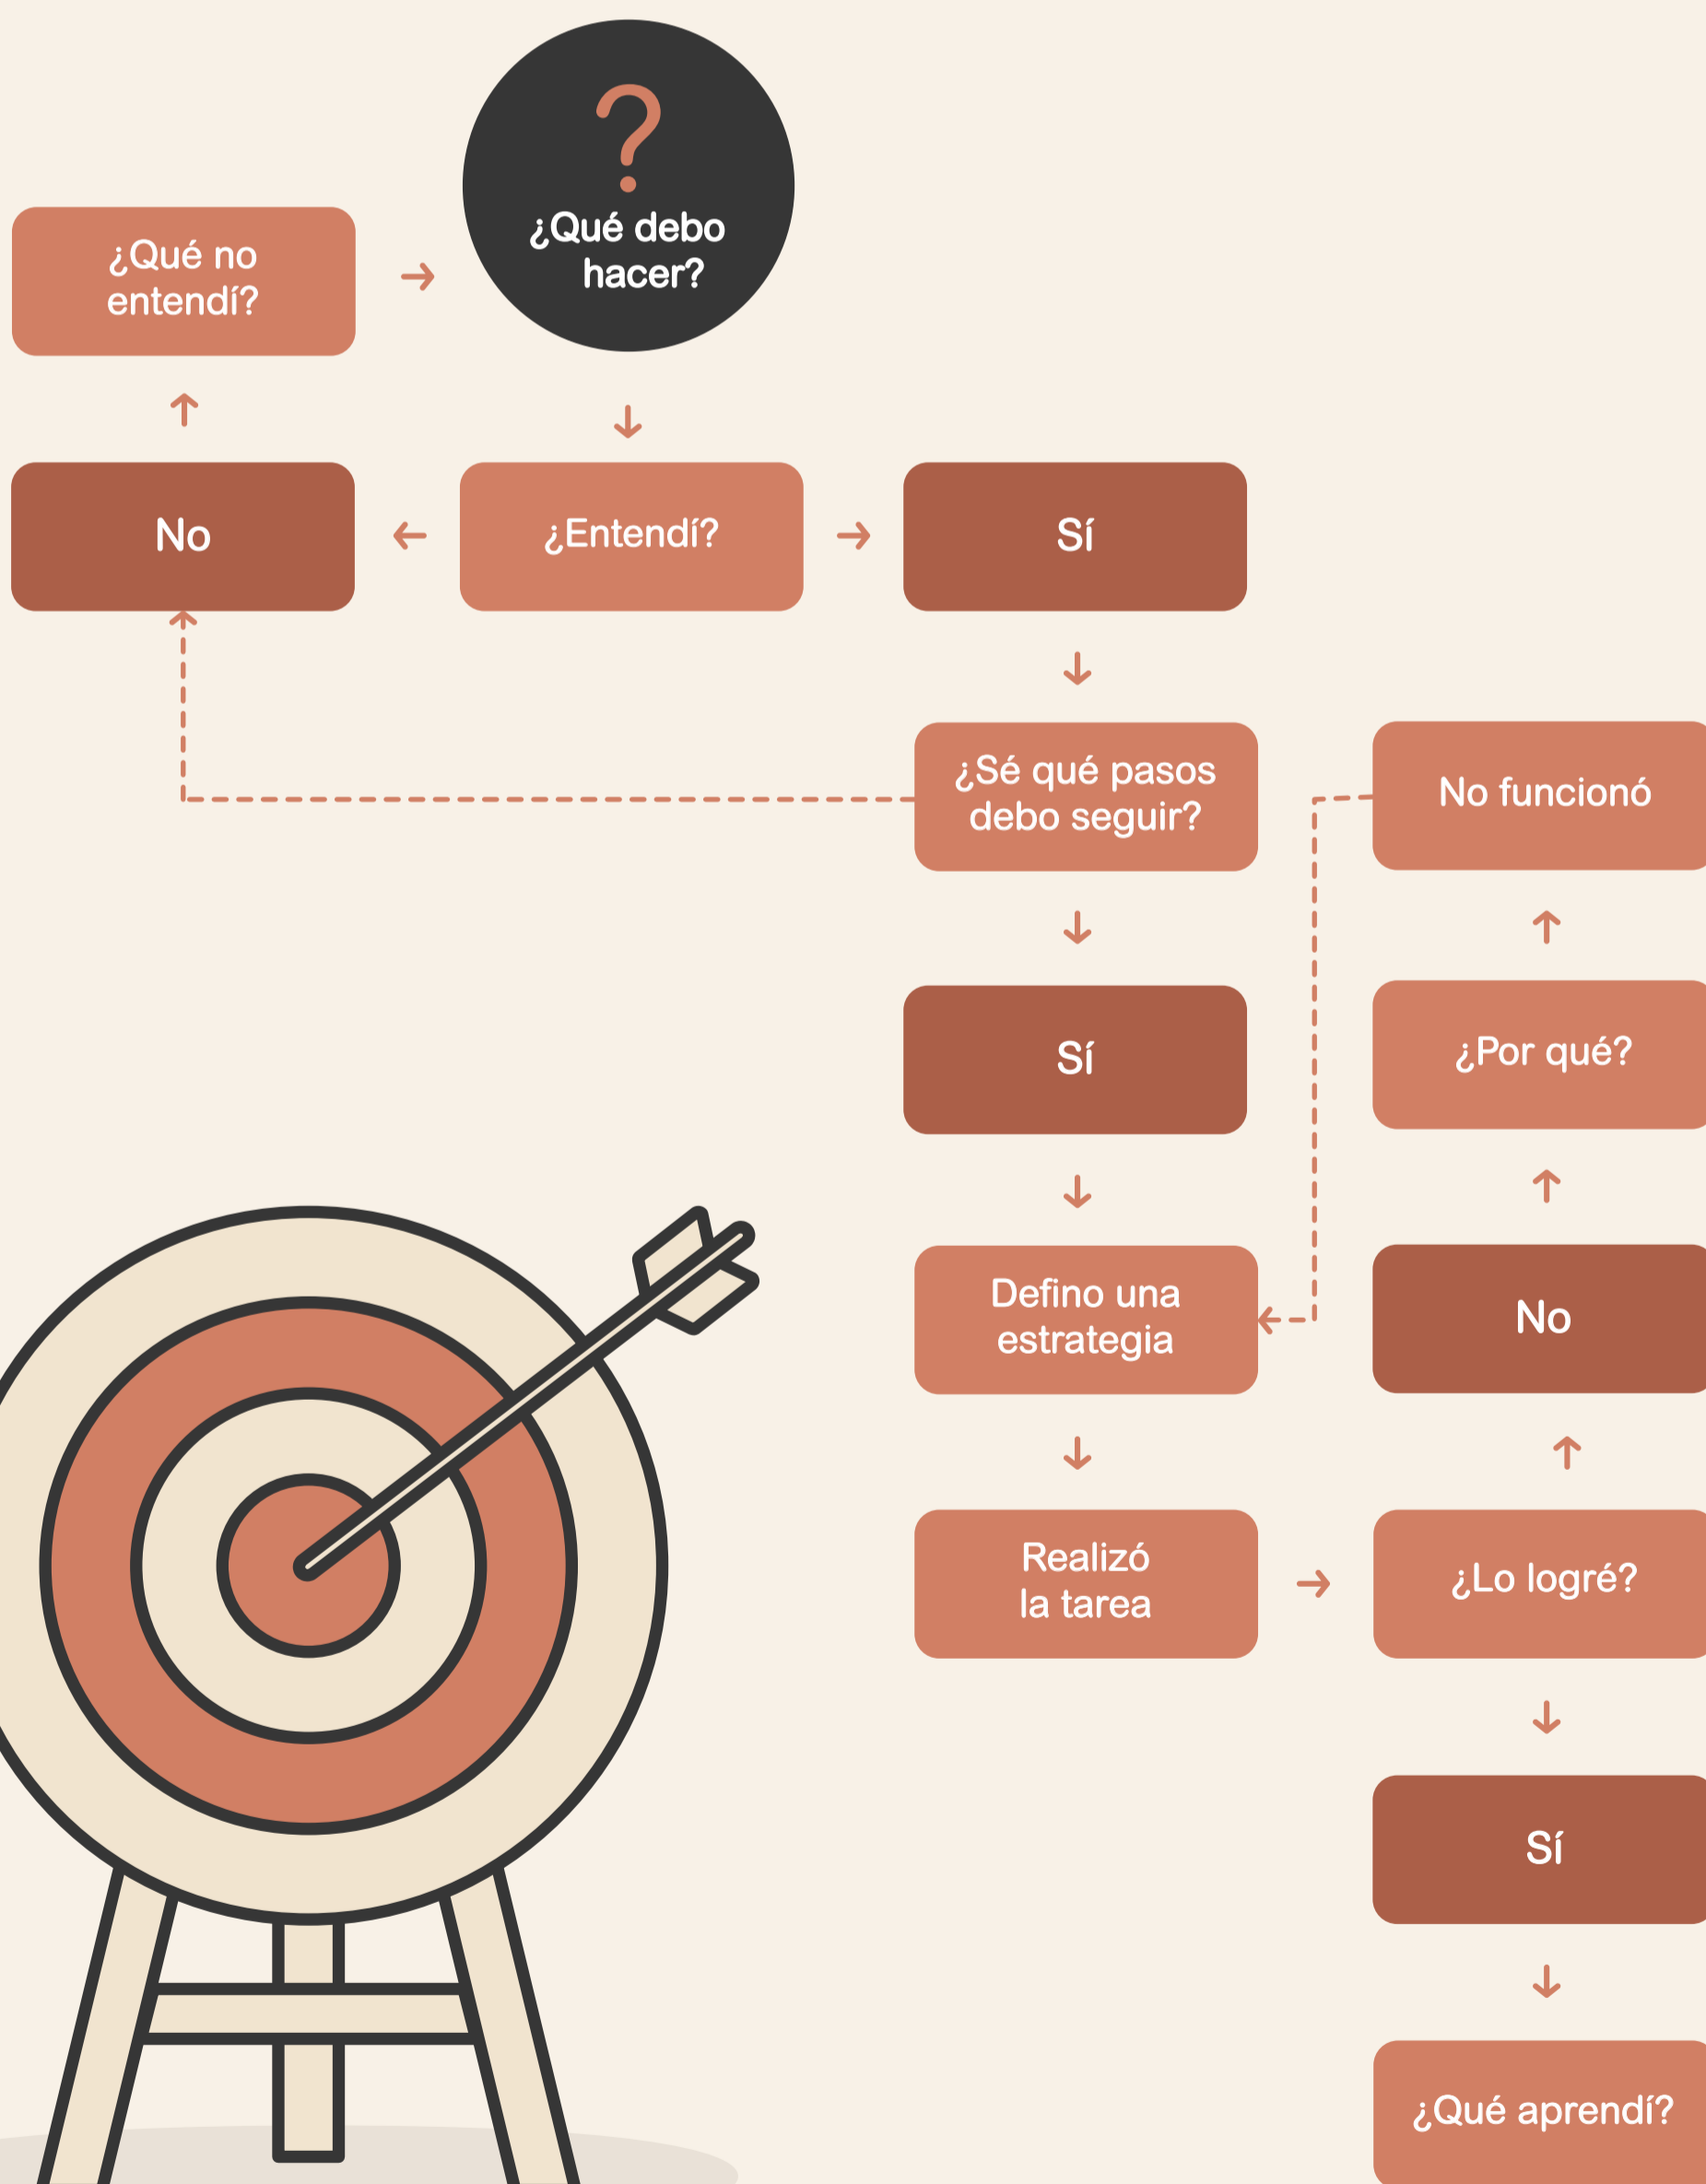 ?
¿Qué debo
hacer?
¿Qué no
entendí?
No
¿Entendí?
Sí
¿Sé qué pasos
debo seguir?
No funcionó
Sí
¿Por qué?
Defino una
estrategia
No
Realizó
la tarea
¿Lo logré?
Sí
¿Qué aprendí?